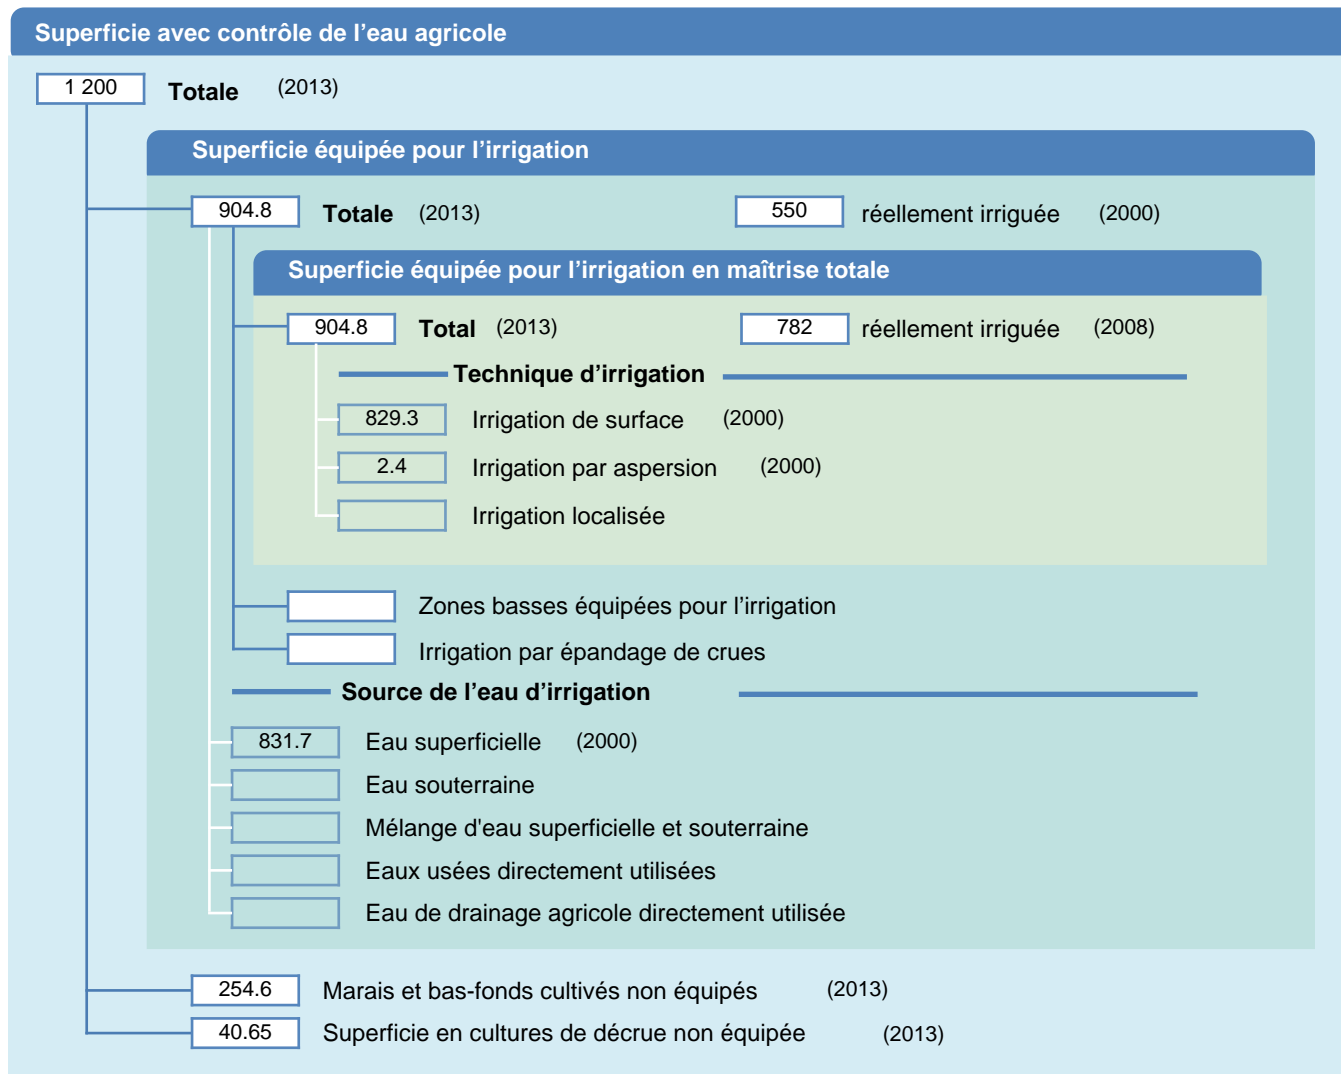 Superficie avec contrôle de l'eau agricole
1 200 Totale (2013)
Superficie équipée pour l'irrigation
904.8 Totale (2013) 550 réellement irriguée (2000)
Superficie équipée pour l'irrigation en maîtrise totale
904.8 Total (2013) 782 réellement irriguée (2008)
Technique d'irrigation
829.3 Irrigation de surface (2000)
2.4 Irrigation par aspersion (2000)
Irrigation localisée
Zones basses équipées pour l'irrigation
Irrigation par épandage de crues
Source de l'eau d'irrigation
831.7 Eau superficielle (2000)
Eau souterraine
Mélange d'eau superficielle et souterraine
Eaux usées directement utilisées
Eau de drainage agricole directement utilisée
254.6 Marais et bas-fonds cultivés non équipés (2013)
40.65 Superficie en cultures de décrue non équipée (2013)